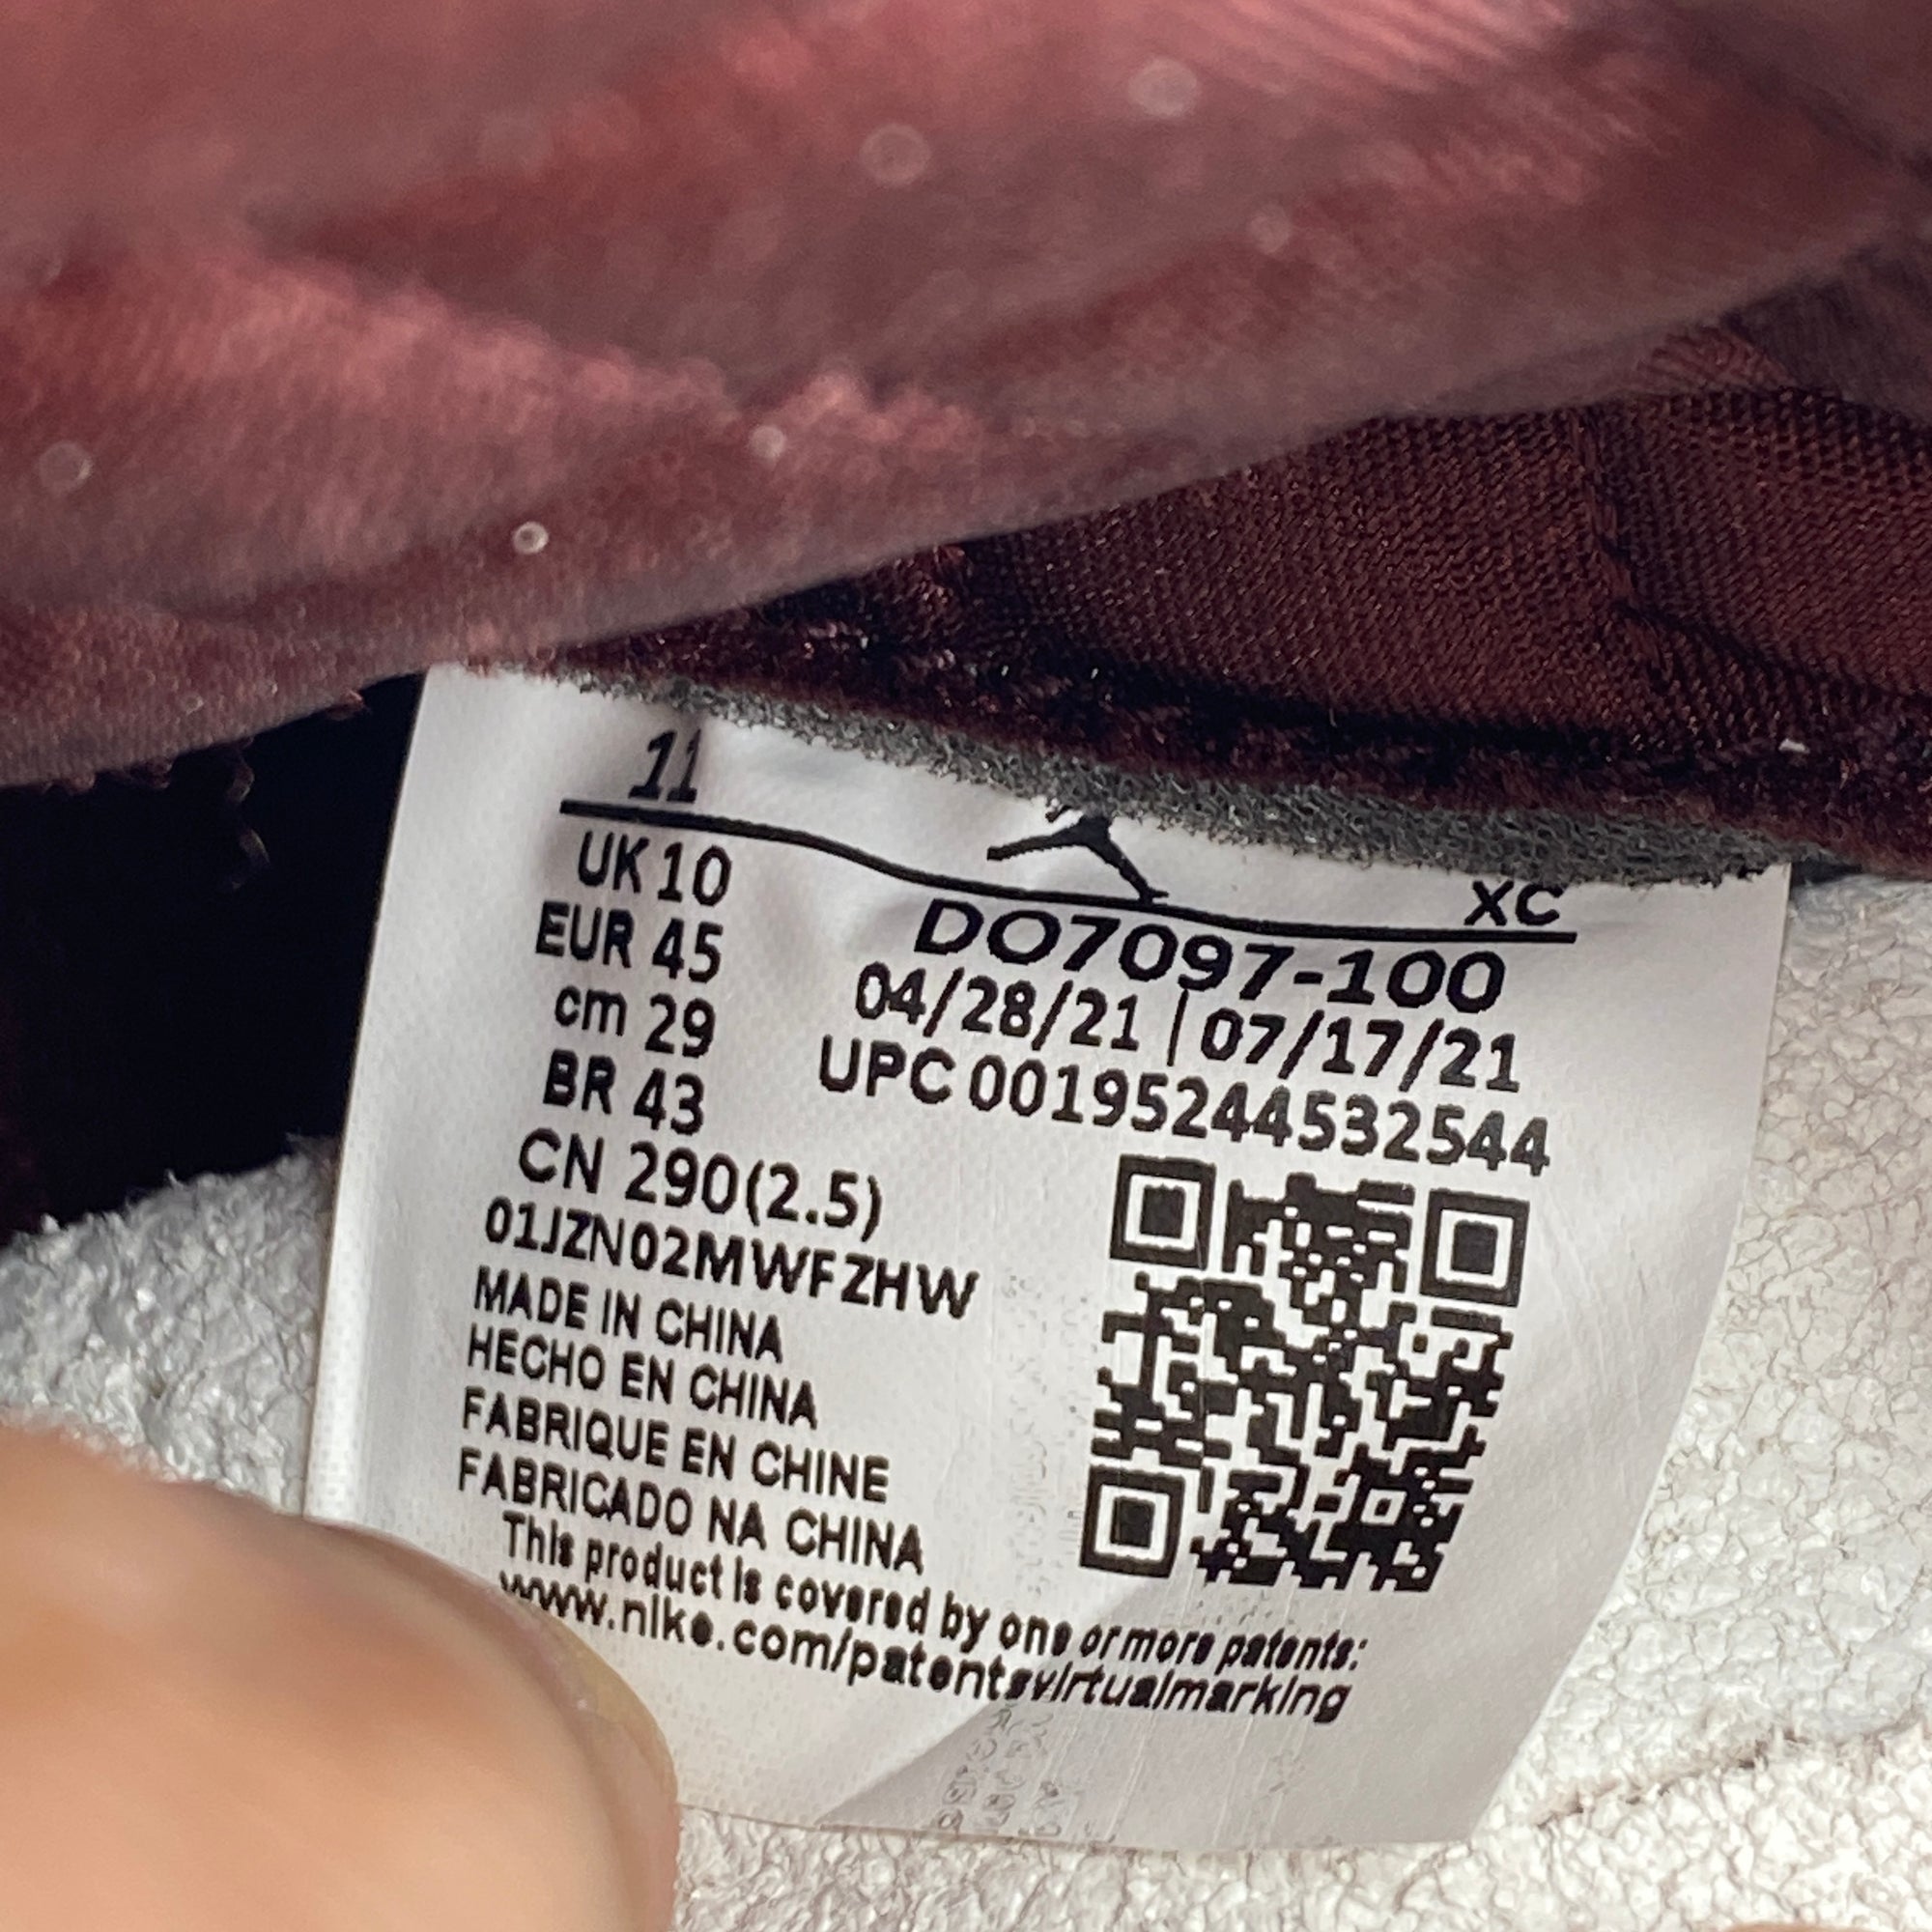 11
XC
UK 10
DO7097-100
EUR 45
04/28/21 | 07/17/21
cm 29
UPC 00195244532544
BR 43
CN 290(2.5)
01JZN02MWFZHW
MADE IN CHINA
HECHO EN CHINA
FABRIQUE EN CHINE
FABRICADO NA CHINA
This product is covered by one or more patents:
www.nike.com/patentsvirtualmarking